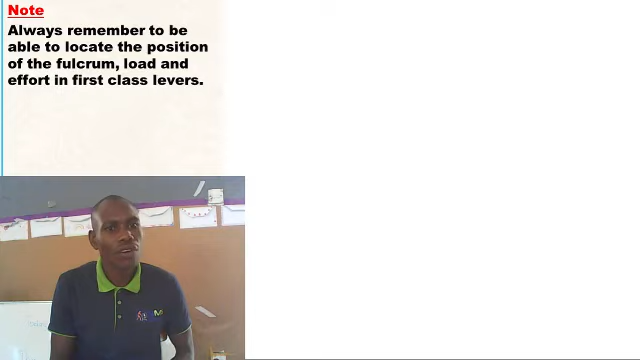 Note
Always remember to be
able to locate the position
of the fulcrum, load and
effort in first class levers.